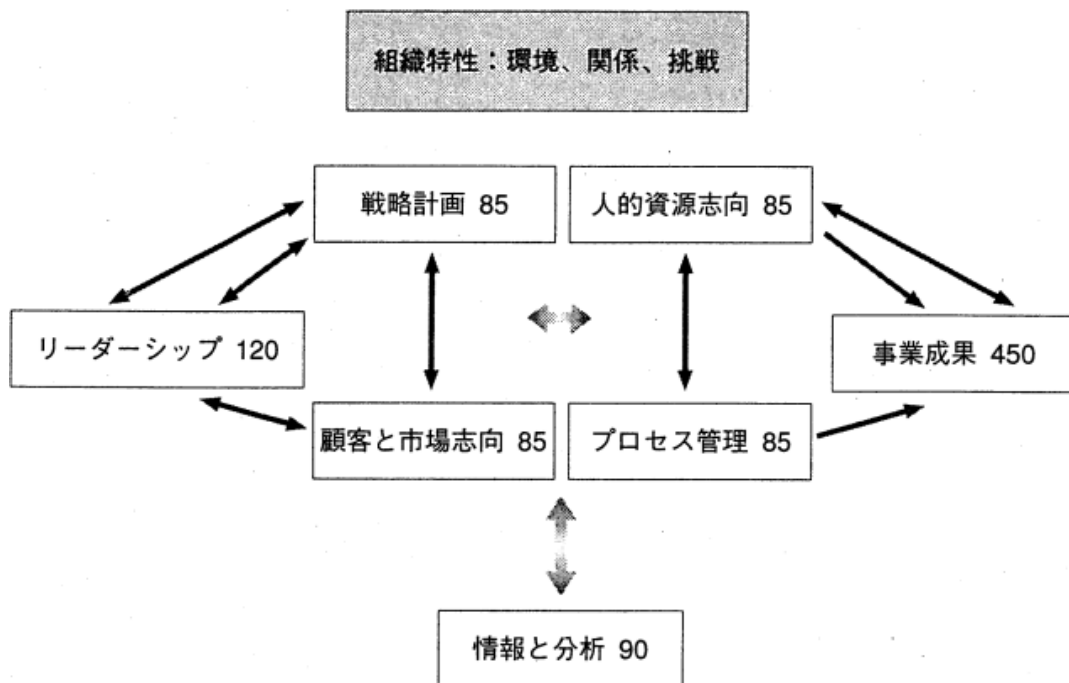 組織特性：環境、関係、挑戦
戦略計画 85
人的資源志向 85
リーダーシップ 120
事業成果 450
顧客と市場志向 85
プロセス管理 85
情報と分析 90